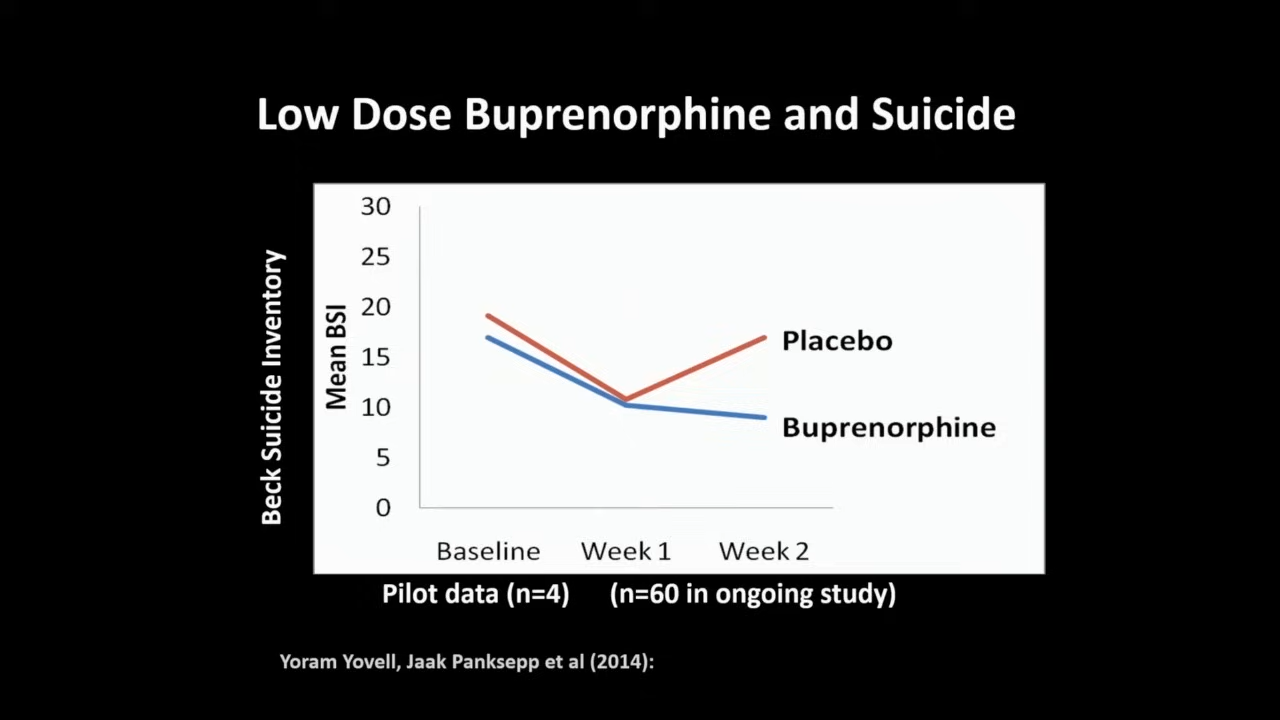 Low Dose Buprenorphine and Suicide
Beck Suicide Inventory
Mean BSI
30
25
20
15
10
5
0
Placebo
Buprenorphine
Baseline Week 1 Week 2
Pilot data (n=4) (n=60 in ongoing study)
Yoram Yovell, Jaak Panksepp et al (2014):